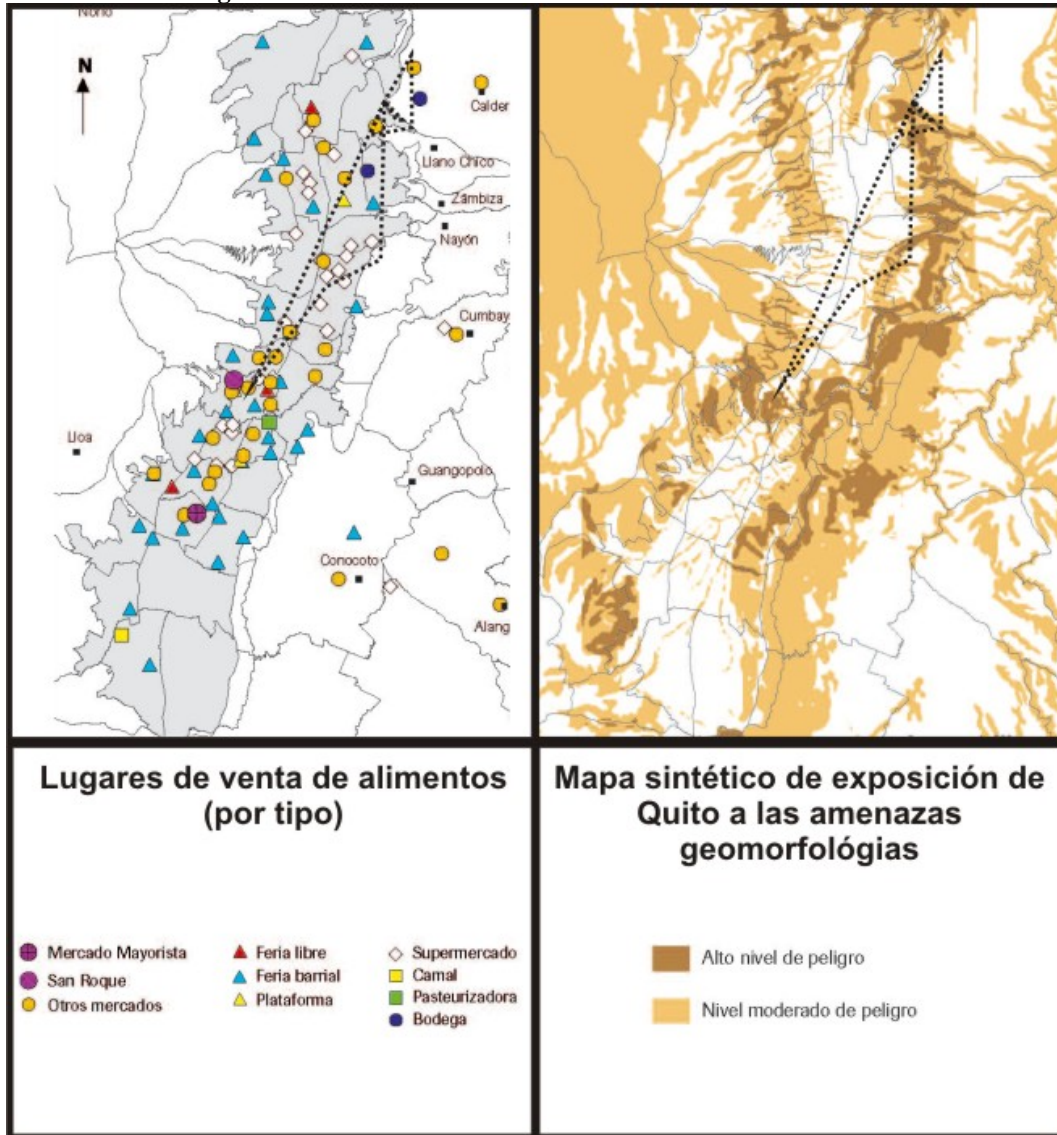 Nono
N
Calder
Llano Chico
Zámbiza
Nayón
Cumbay
Lloa
Guangopolo
Conocoto
Alang
Lugares de venta de alimentos
(por tipo)
Mercado Mayorista
San Roque
Otros mercados
Feria libre
Feria barrial
Plataforma
Supermercado
Camal
Pasteurizadora
Bodega
Mapa sintético de exposición de
Quito a las amenazas
geomorfológias
Alto nivel de peligro
Nivel moderado de peligro